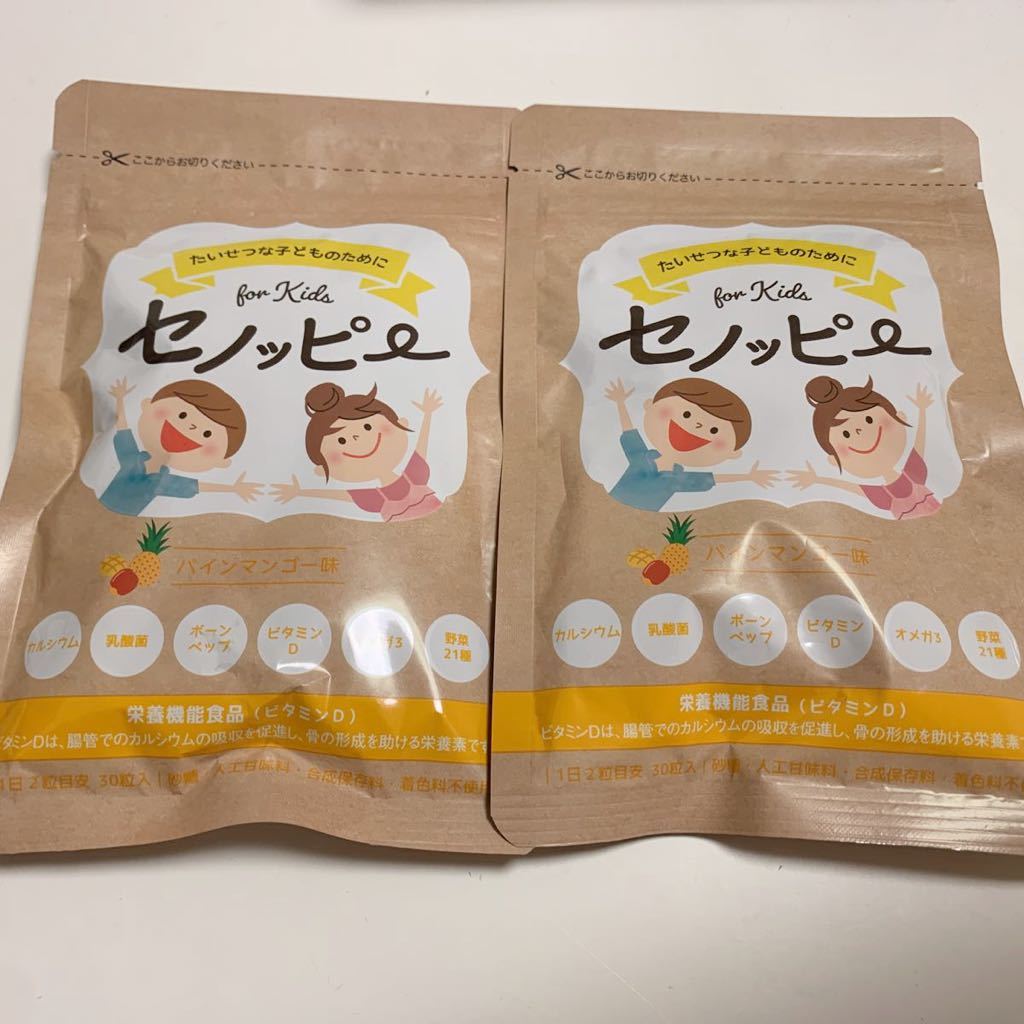 ここからお切りください
たいせつな子どものために
for Kids
セノッピー
パインマンゴー味
カルシウム
乳酸菌
ボーン
ペップ
ビタミン
D
オメガ3
野菜
21種
栄養機能食品（ビタミンD）
ビタミンDは、腸管でのカルシウムの吸収を促進し、骨の形成を助ける栄養素です
1日2粒目安 30粒入｜砂糖・人工甘味料・合成保存料・着色料不使用
ここからお切りください
たいせつな子どものために
for Kids
セノッピー
パインマンゴー味
カルシウム
乳酸菌
ボーン
ペップ
ビタミン
D
オメガ3
野菜
21種
栄養機能食品（ビタミンD）
ビタミンDは、腸管でのカルシウムの吸収を促進し、骨の形成を助ける栄養素
｜1日2粒目安 30粒入｜砂糖・人工甘味料・合成保存料・着色料不使